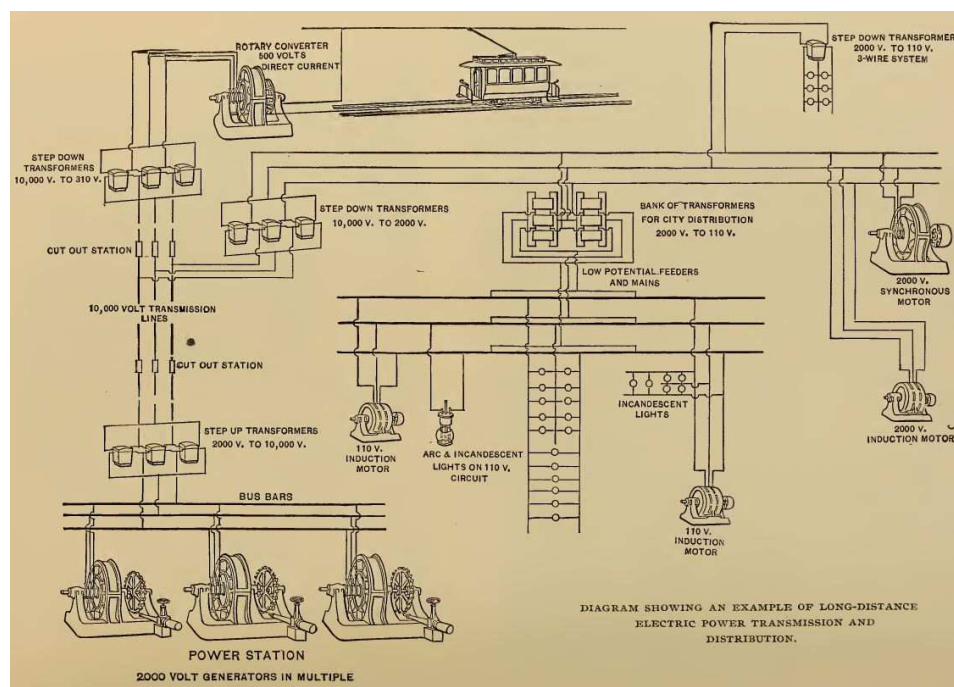 ROTARY CONVERTER
500 VOLTS
DIRECT CURRENT
STEP DOWN TRANSFORMER
2000 V. TO 110 V.
3-WIRE SYSTEM
STEP DOWN
TRANSFORMERS
10,000 V. TO 310 V.
STEP DOWN TRANSFORMERS
10,000 V. TO 2000 V.
BANK OF TRANSFORMERS
FOR CITY DISTRIBUTION
2000 V. TO 110 V.
CUT OUT STATION
LOW POTENTIAL FEEDERS
AND MAINS
2000 V.
SYNCHRONOUS
MOTOR
10,000 VOLT TRANSMISSION
LINES
CUT OUT STATION
INCANDESCENT
LIGHTS
STEP UP TRANSFORMERS
2000 V. TO 10,000 V.
110 V.
INDUCTION
MOTOR
ARC & INCANDESCENT
LIGHTS ON 110 V.
CIRCUIT
2000 V.
INDUCTION MOTOR
BUS BARS
110 V.
INDUCTION
MOTOR
POWER STATION
2000 VOLT GENERATORS IN MULTIPLE
DIAGRAM SHOWING AN EXAMPLE OF LONG-DISTANCE
ELECTRIC POWER TRANSMISSION AND
DISTRIBUTION.